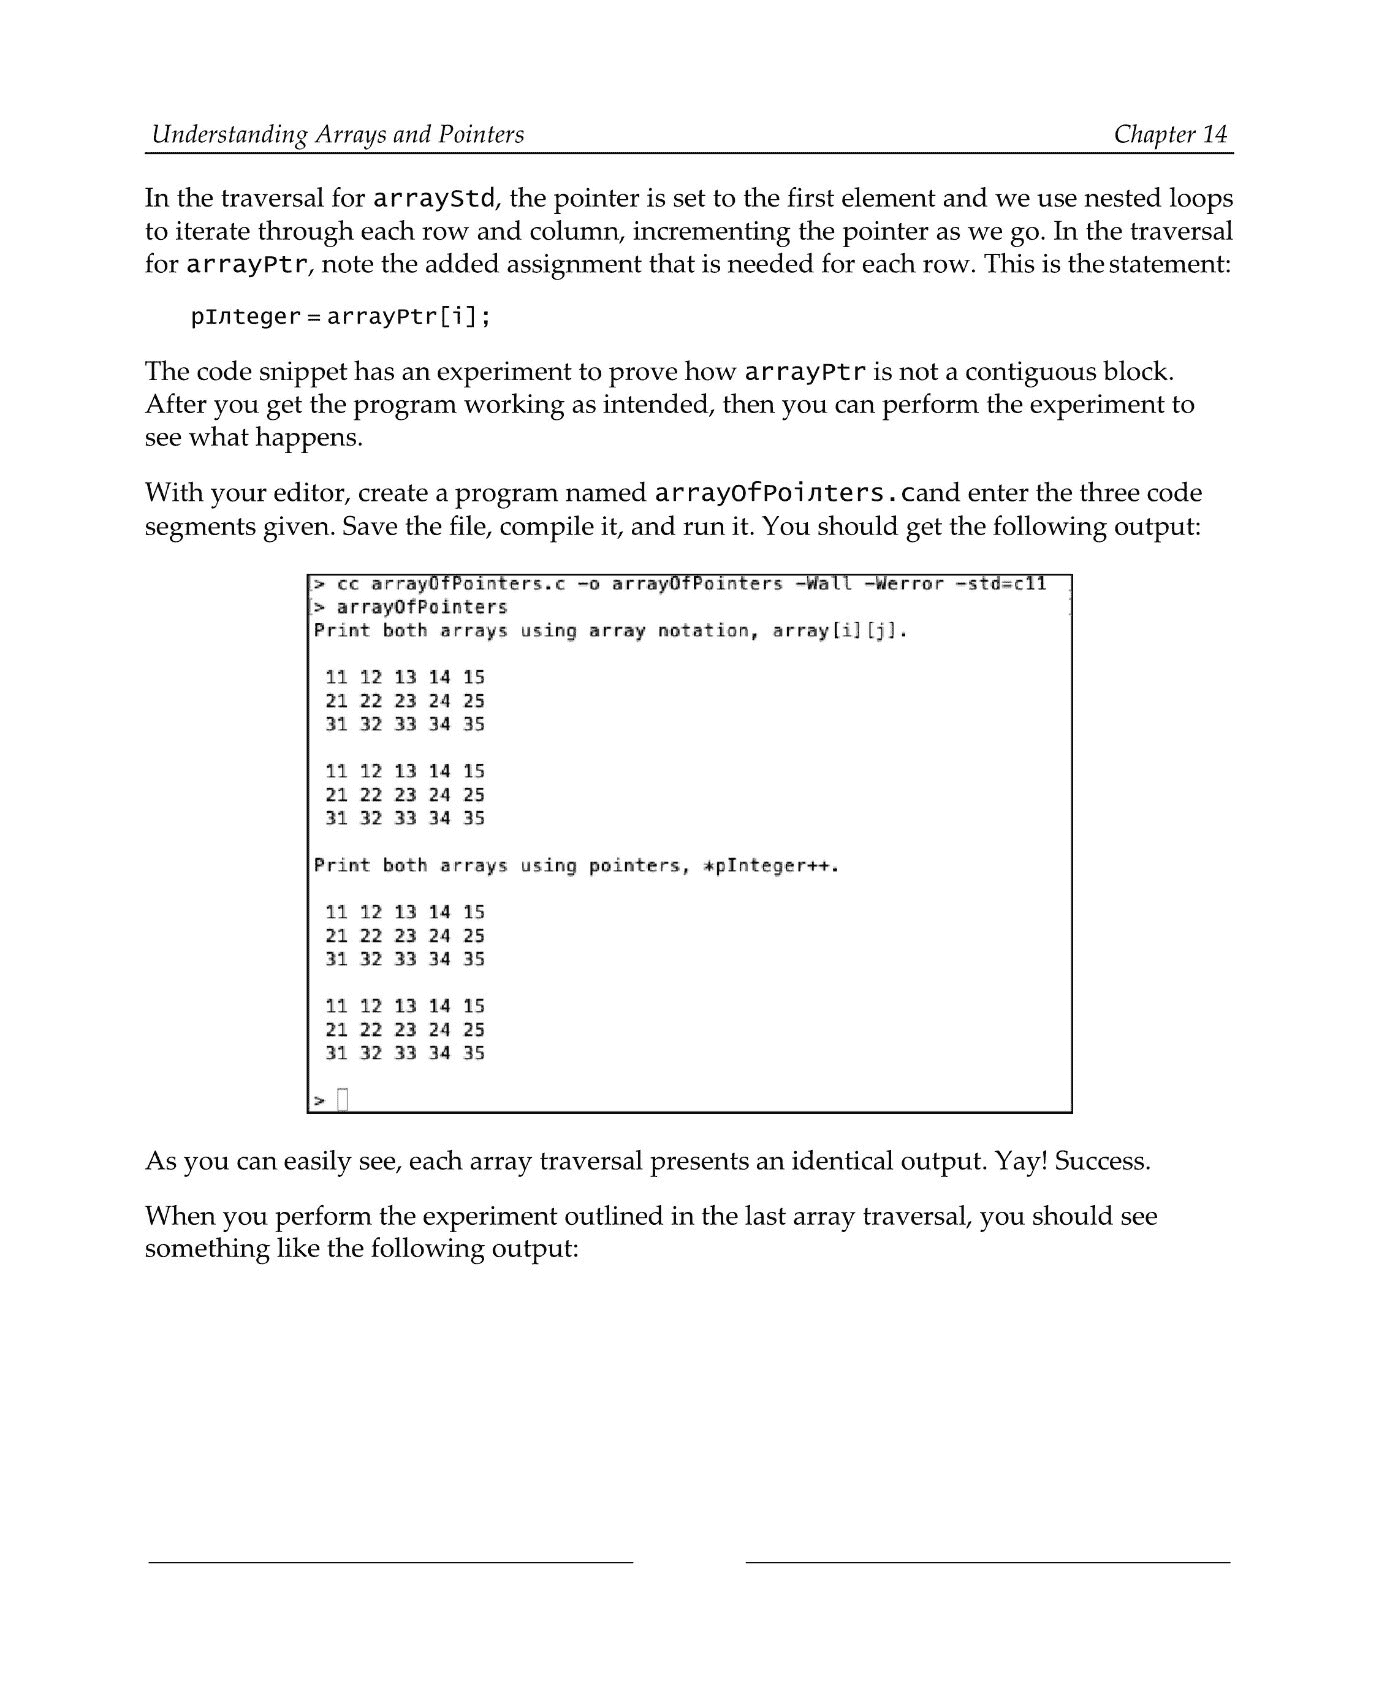 Understanding Arrays and Pointers Chapter 14
In the traversal for arrayStd, the pointer is set to the first element and we use nested loops
to iterate through each row and column, incrementing the pointer as we go. In the traversal
for arrayPtr, note the added assignment that is needed for each row. This is the statement:
pIлteger = arrayPtr[i];
The code snippet has an experiment to prove how arrayPtr is not a contiguous block.
After you get the program working as intended, then you can perform the experiment to
see what happens.
With your editor, create a program named arrayOfPoiлters.cand enter the three code
segments given. Save the file, compile it, and run it. You should get the following output:
> cc arrayOfPointers.c -o arrayOfPointers -Wall -Werror -std=c11
> arrayOfPointers
Print both arrays using array notation, array[i][j].
11 12 13 14 15
21 22 23 24 25
31 32 33 34 35
11 12 13 14 15
21 22 23 24 25
31 32 33 34 35
Print both arrays using pointers, *pInteger++.
11 12 13 14 15
21 22 23 24 25
31 32 33 34 35
11 12 13 14 15
21 22 23 24 25
31 32 33 34 35
>
As you can easily see, each array traversal presents an identical output. Yay! Success.
When you perform the experiment outlined in the last array traversal, you should see
something like the following output: